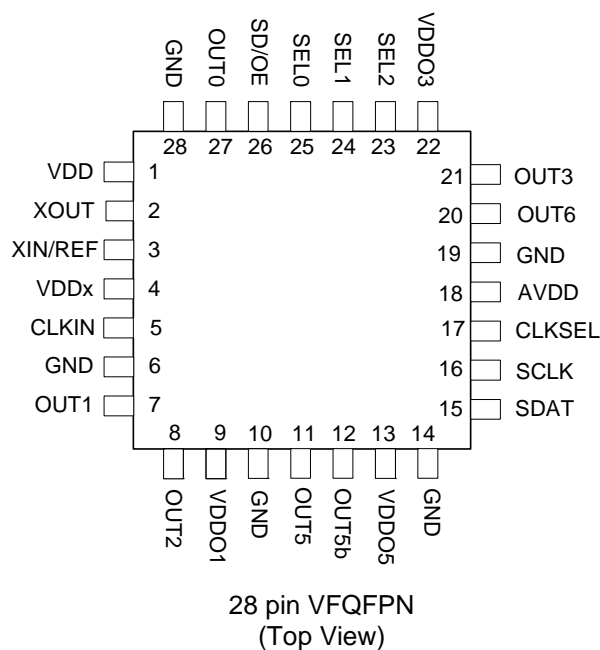 GND
OUT0
SD/OE
SEL0
SEL1
SEL2
VDDO3
28 27 26 25 24 23 22
VDD 1
XOUT 2
XIN/REF 3
VDDx 4
CLKIN 5
GND 6
OUT1 7
21 OUT3
20 OUT6
19 GND
18 AVDD
17 CLKSEL
16 SCLK
15 SDAT
8 9 10 11 12 13 14
OUT2
VDDO1
GND
OUT5
OUT5b
VDDO5
GND
28 pin VFQFPN
(Top View)